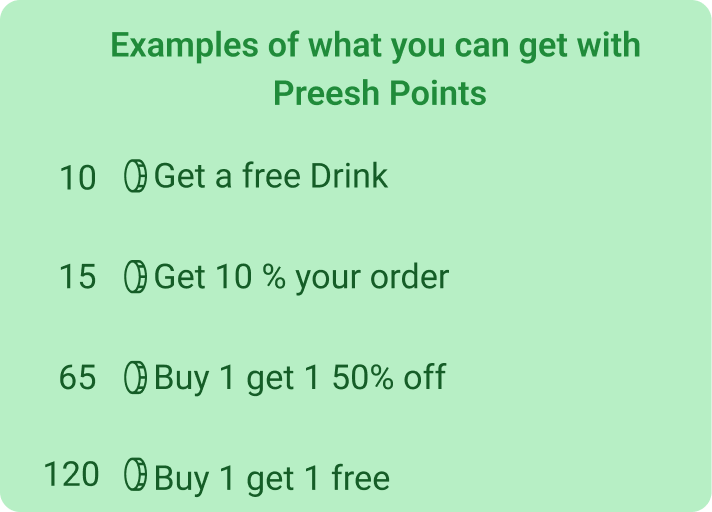 Examples of what you can get with
Preesh Points
10 Get a free Drink
15 Get 10 % your order
65 Buy 1 get 1 50% off
120 Buy 1 get 1 free